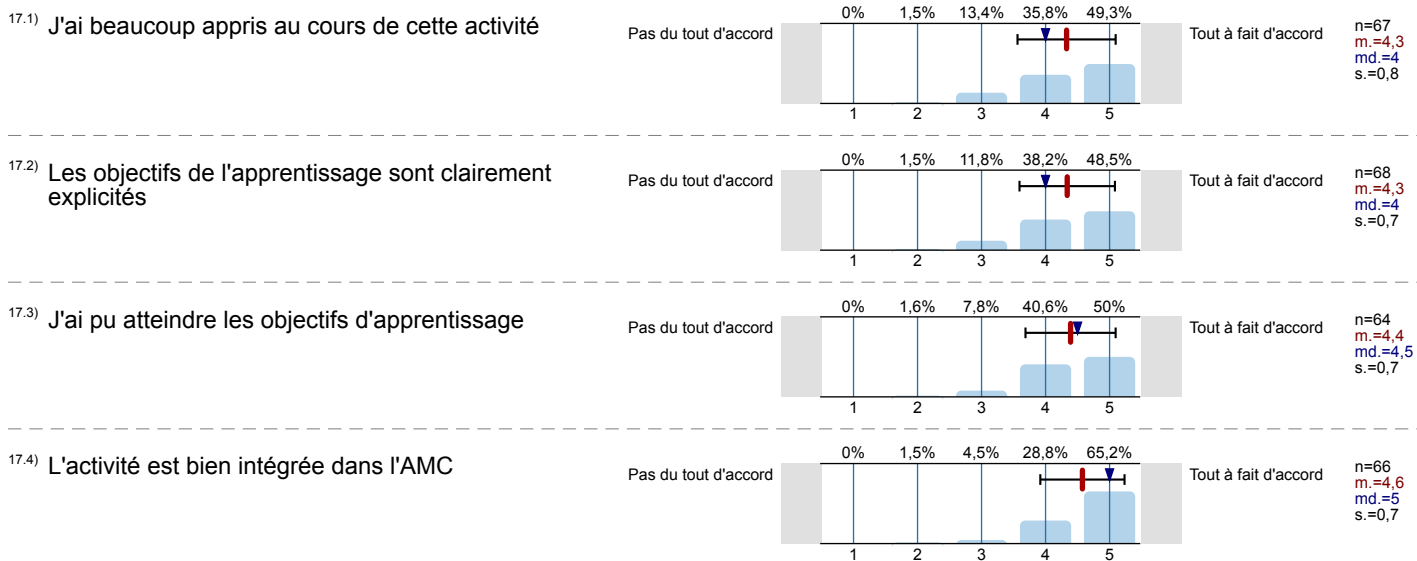 17.1) J'ai beaucoup appris au cours de cette activité
Pas du tout d'accord
0% 1,5% 13,4% 35,8% 49,3%
1 2 3 4 5
Tout à fait d'accord
n=67
m.=4,3
md.=4
s.=0,8
17.2) Les objectifs de l'apprentissage sont clairement
explicités
Pas du tout d'accord
0% 1,5% 11,8% 38,2% 48,5%
1 2 3 4 5
Tout à fait d'accord
n=68
m.=4,3
md.=4
s.=0,7
17.3) J'ai pu atteindre les objectifs d'apprentissage
Pas du tout d'accord
0% 1,6% 7,8% 40,6% 50%
1 2 3 4 5
Tout à fait d'accord
n=64
m.=4,4
md.=4,5
s.=0,7
17.4) L'activité est bien intégrée dans l'AMC
Pas du tout d'accord
0% 1,5% 4,5% 28,8% 65,2%
1 2 3 4 5
Tout à fait d'accord
n=66
m.=4,6
md.=5
s.=0,7